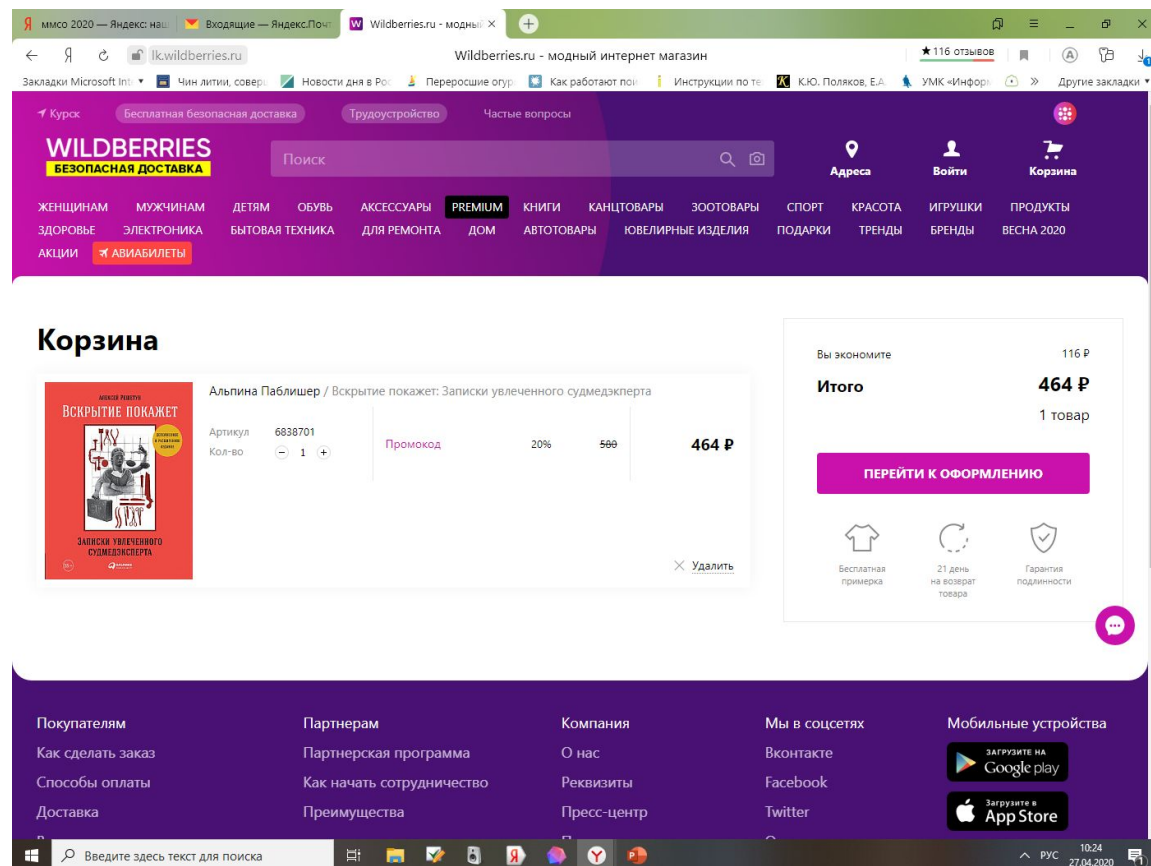 ммсо 2020 — Яндекс: наш
Входящие — Яндекс.Почт
Wildberries.ru - модный
lk.wildberries.ru
Wildberries.ru - модный интернет магазин
★116 отзывов
Закладки Microsoft Int
Чин литии, соверш
Новости дня в Рос
Переросшие огур
Как работают
Инструкции по те
К.Ю. Поляков, Е.А.
УМК «Информ
Другие закладки
Курск
Бесплатная безопасная доставка
Трудоустройство
Частые вопросы
WILDBERRIES
БЕЗОПАСНАЯ ДОСТАВКА
Поиск
Адреса
Войти
Корзина
ЖЕНЩИНАМ МУЖЧИНАМ ДЕТЯМ ОБУВЬ АКСЕССУАРЫ PREMIUM КНИГИ КАНЦТОВАРЫ ЗООТОВАРЫ СПОРТ КРАСОТА ИГРУШКИ ПРОДУКТЫ
ЗДОРОВЬЕ ЭЛЕКТРОНИКА БЫТОВАЯ ТЕХНИКА ДЛЯ РЕМОНТА ДОМ АВТОТОВАРЫ ЮВЕЛИРНЫЕ ИЗДЕЛИЯ ПОДАРКИ ТРЕНДЫ БРЕНДЫ ВЕСНА 2020
АКЦИИ АВИАБИЛЕТЫ
Корзина
АЛЕКСЕЙ РЕШЕТУН
ВСКРЫТИЕ ПОКАЖЕТ
ЗАПИСКИ УВЛЕЧЕННОГО
СУДМЕДЭКСПЕРТА
Альпина Паблишер / Вскрытие покажет: Записки увлеченного судмедэксперта
Артикул 6838701
Кол-во − 1 +
Промокод 20% 580 464 ₽
Удалить
Вы экономите 116 ₽
Итого 464 ₽
1 товар
ПЕРЕЙТИ К ОФОРМЛЕНИЮ
Бесплатная
примерка
21 день
на возврат
товара
Гарантия
подлинности
Покупателям
Как сделать заказ
Способы оплаты
Доставка
Партнерам
Партнерская программа
Как начать сотрудничество
Преимущества
Компания
О нас
Реквизиты
Пресс-центр
Мы в соцсетях
Вконтакте
Facebook
Twitter
Мобильные устройства
ЗАГРУЗИТЕ НА
Google play
Загрузите в
App Store
Введите здесь текст для поиска
РУС
10:24
27.04.2020